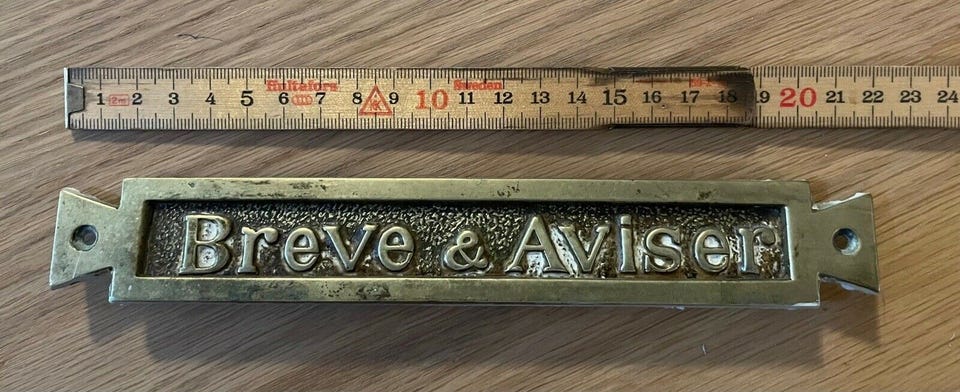 Hultafors Sweden
1 2m 2 3 4 5 6 7 8 9 10 11 12 13 14 15 16 17 18 19 20 21 22 23 24
Breve & Aviser